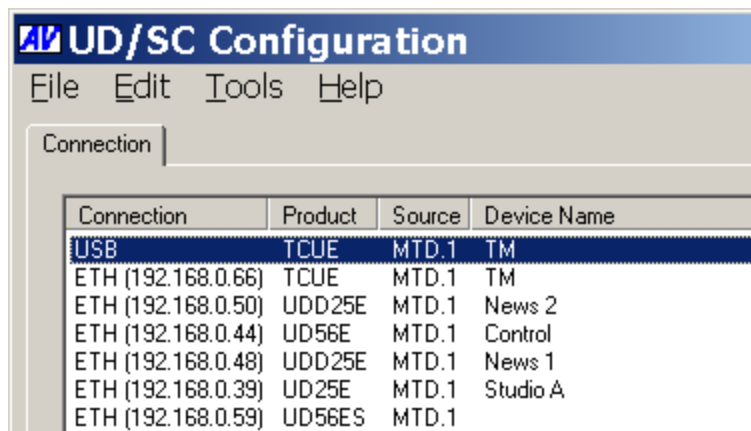 AV UD/SC Configuration
File Edit Tools Help
Connection
Connection Product Source Device Name
USB TCUE MTD.1 TM
ETH (192.168.0.66) TCUE MTD.1 TM
ETH (192.168.0.50) UDD25E MTD.1 News 2
ETH (192.168.0.44) UD56E MTD.1 Control
ETH (192.168.0.48) UDD25E MTD.1 News 1
ETH (192.168.0.39) UD25E MTD.1 Studio A
ETH (192.168.0.59) UD56ES MTD.1